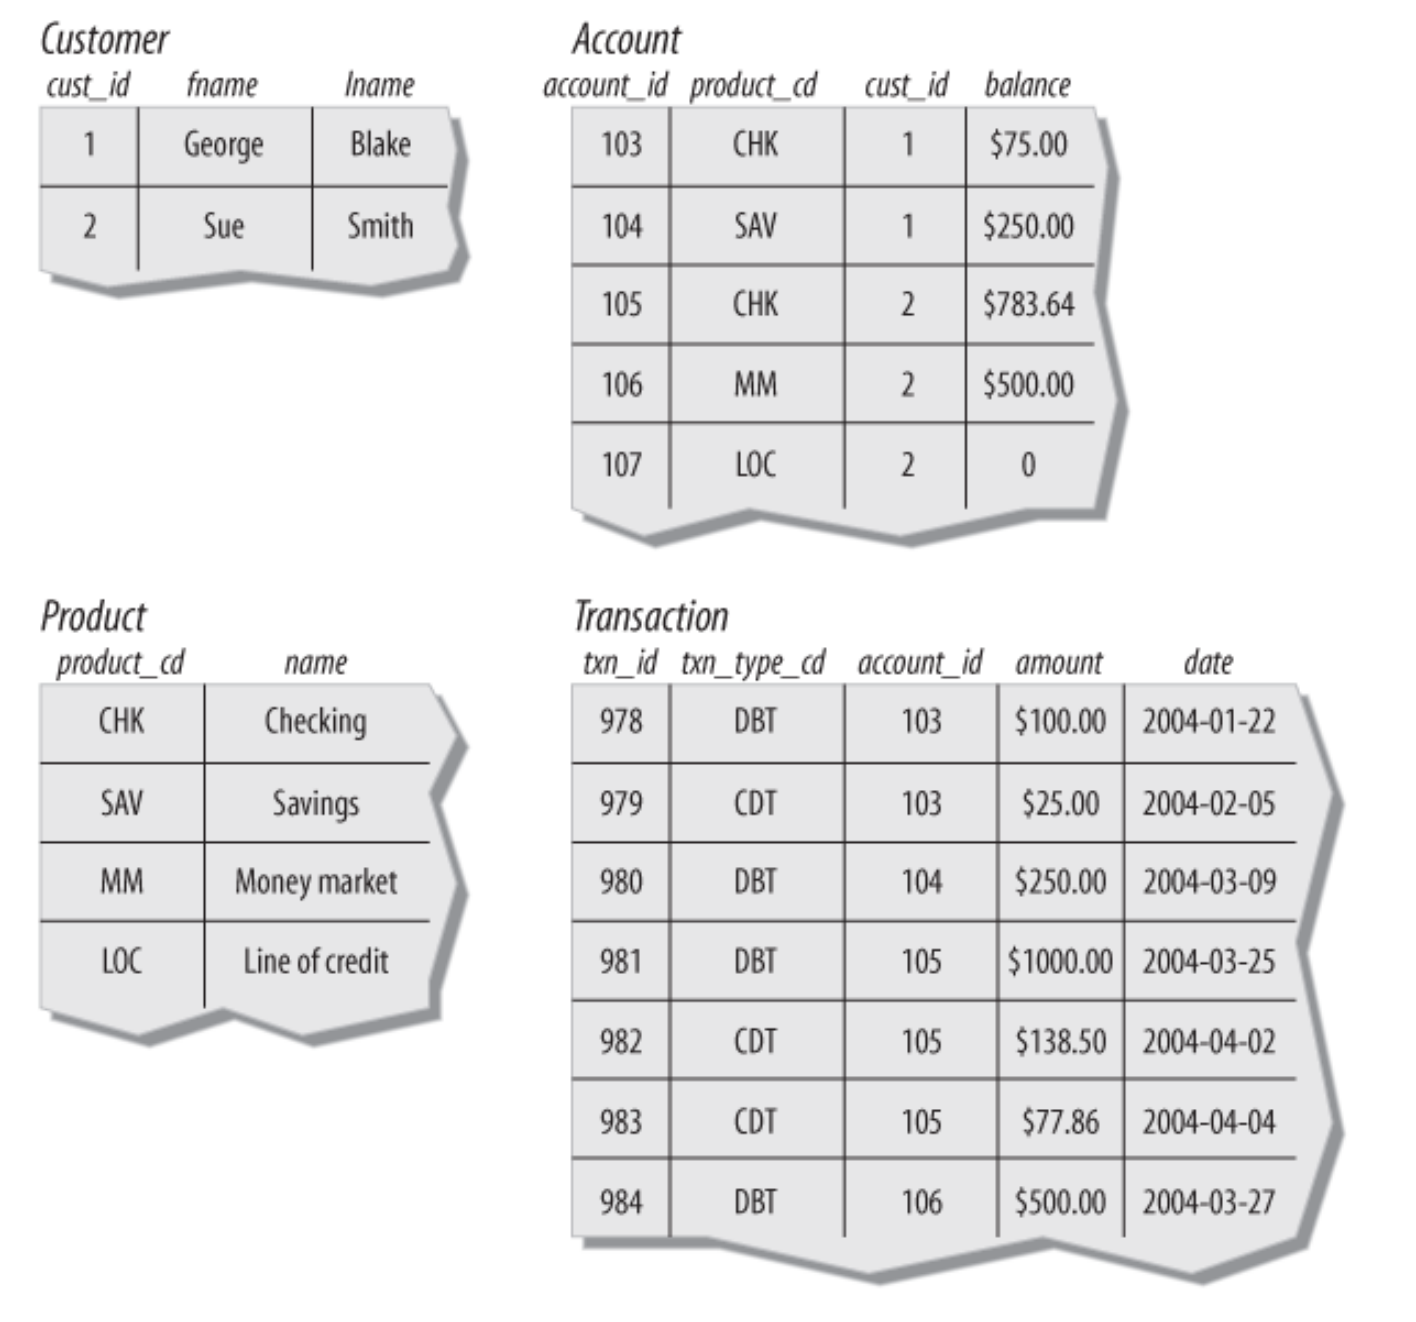 Customer
cust_id fname lname
1 George Blake
2 Sue Smith
Account
account_id product_cd cust_id balance
103 CHK 1 $75.00
104 SAV 1 $250.00
105 CHK 2 $783.64
106 MM 2 $500.00
107 LOC 2 0
Product
product_cd name
CHK Checking
SAV Savings
MM Money market
LOC Line of credit
Transaction
txn_id txn_type_cd account_id amount date
978 DBT 103 $100.00 2004-01-22
979 CDT 103 $25.00 2004-02-05
980 DBT 104 $250.00 2004-03-09
981 DBT 105 $1000.00 2004-03-25
982 CDT 105 $138.50 2004-04-02
983 CDT 105 $77.86 2004-04-04
984 DBT 106 $500.00 2004-03-27